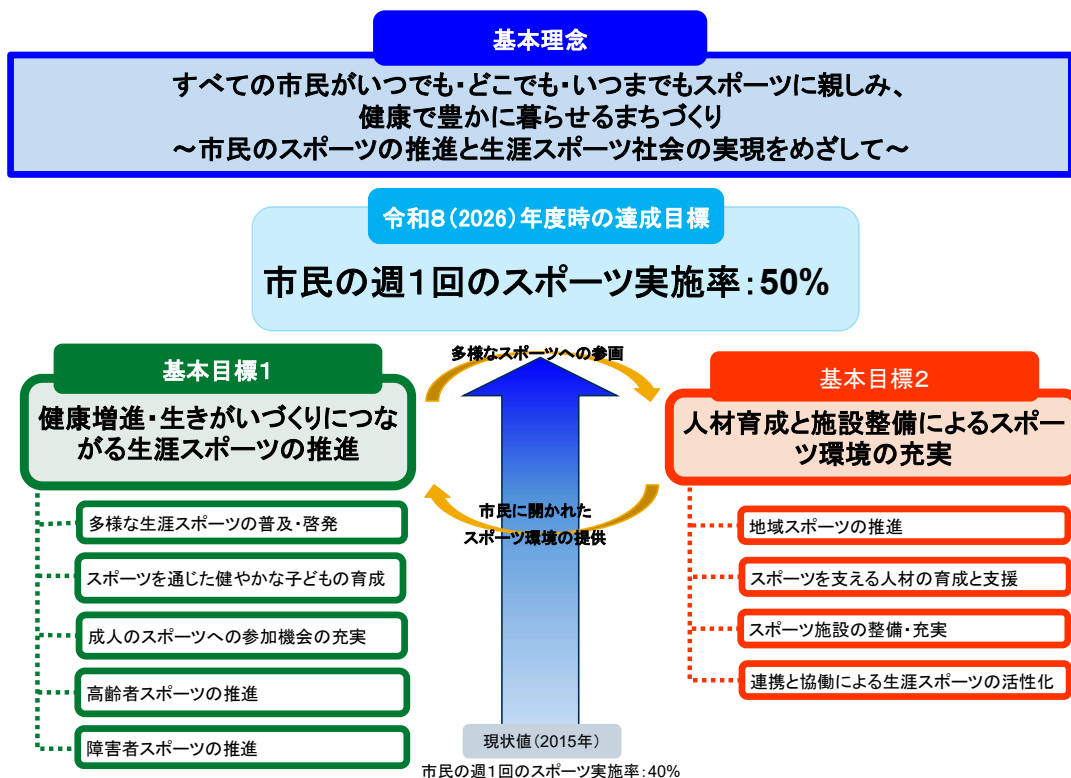 基本理念
すべての市民がいつでも・どこでも・いつまでもスポーツに親しみ、
健康で豊かに暮らせるまちづくり
～市民のスポーツの推進と生涯スポーツ社会の実現をめざして～
令和8(2026)年度時の達成目標
市民の週1回のスポーツ実施率:50%
多様なスポーツへの参画
基本目標1
健康増進・生きがいづくりにつな
がる生涯スポーツの推進
多様な生涯スポーツの普及・啓発
スポーツを通じた健やかな子どもの育成
成人のスポーツへの参加機会の充実
高齢者スポーツの推進
障害者スポーツの推進
市民に開かれた
スポーツ環境の提供
基本目標2
人材育成と施設整備によるスポー
ツ環境の充実
地域スポーツの推進
スポーツを支える人材の育成と支援
スポーツ施設の整備・充実
連携と協働による生涯スポーツの活性化
現状値(2015年)
市民の週1回のスポーツ実施率:40%